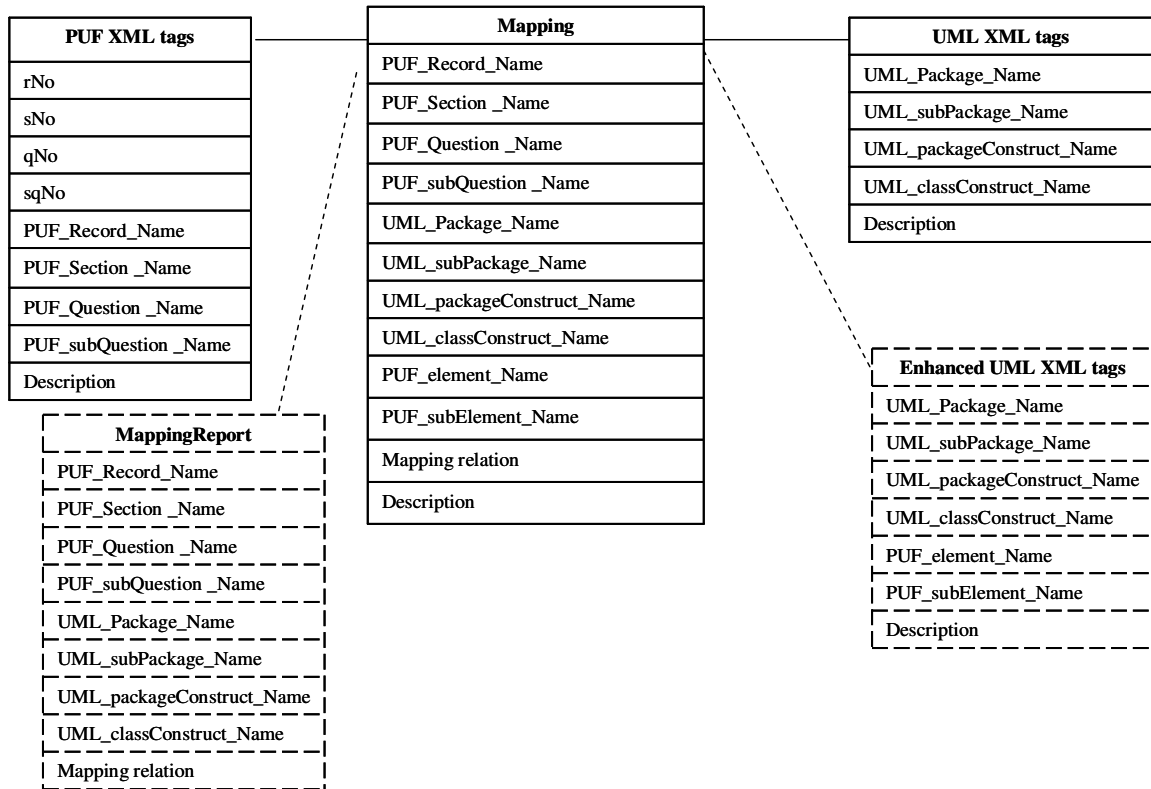 PUF XML tags
rNo
sNo
qNo
sqNo
PUF_Record_Name
PUF_Section _Name
PUF_Question _Name
PUF_subQuestion _Name
Description
Mapping
PUF_Record_Name
PUF_Section _Name
PUF_Question _Name
PUF_subQuestion _Name
UML_Package_Name
UML_subPackage_Name
UML_packageConstruct_Name
UML_classConstruct_Name
PUF_element_Name
PUF_subElement_Name
Mapping relation
Description
UML XML tags
UML_Package_Name
UML_subPackage_Name
UML_packageConstruct_Name
UML_classConstruct_Name
Description
MappingReport
PUF_Record_Name
PUF_Section _Name
PUF_Question _Name
PUF_subQuestion _Name
UML_Package_Name
UML_subPackage_Name
UML_packageConstruct_Name
UML_classConstruct_Name
Mapping relation
Enhanced UML XML tags
UML_Package_Name
UML_subPackage_Name
UML_packageConstruct_Name
UML_classConstruct_Name
PUF_element_Name
PUF_subElement_Name
Description